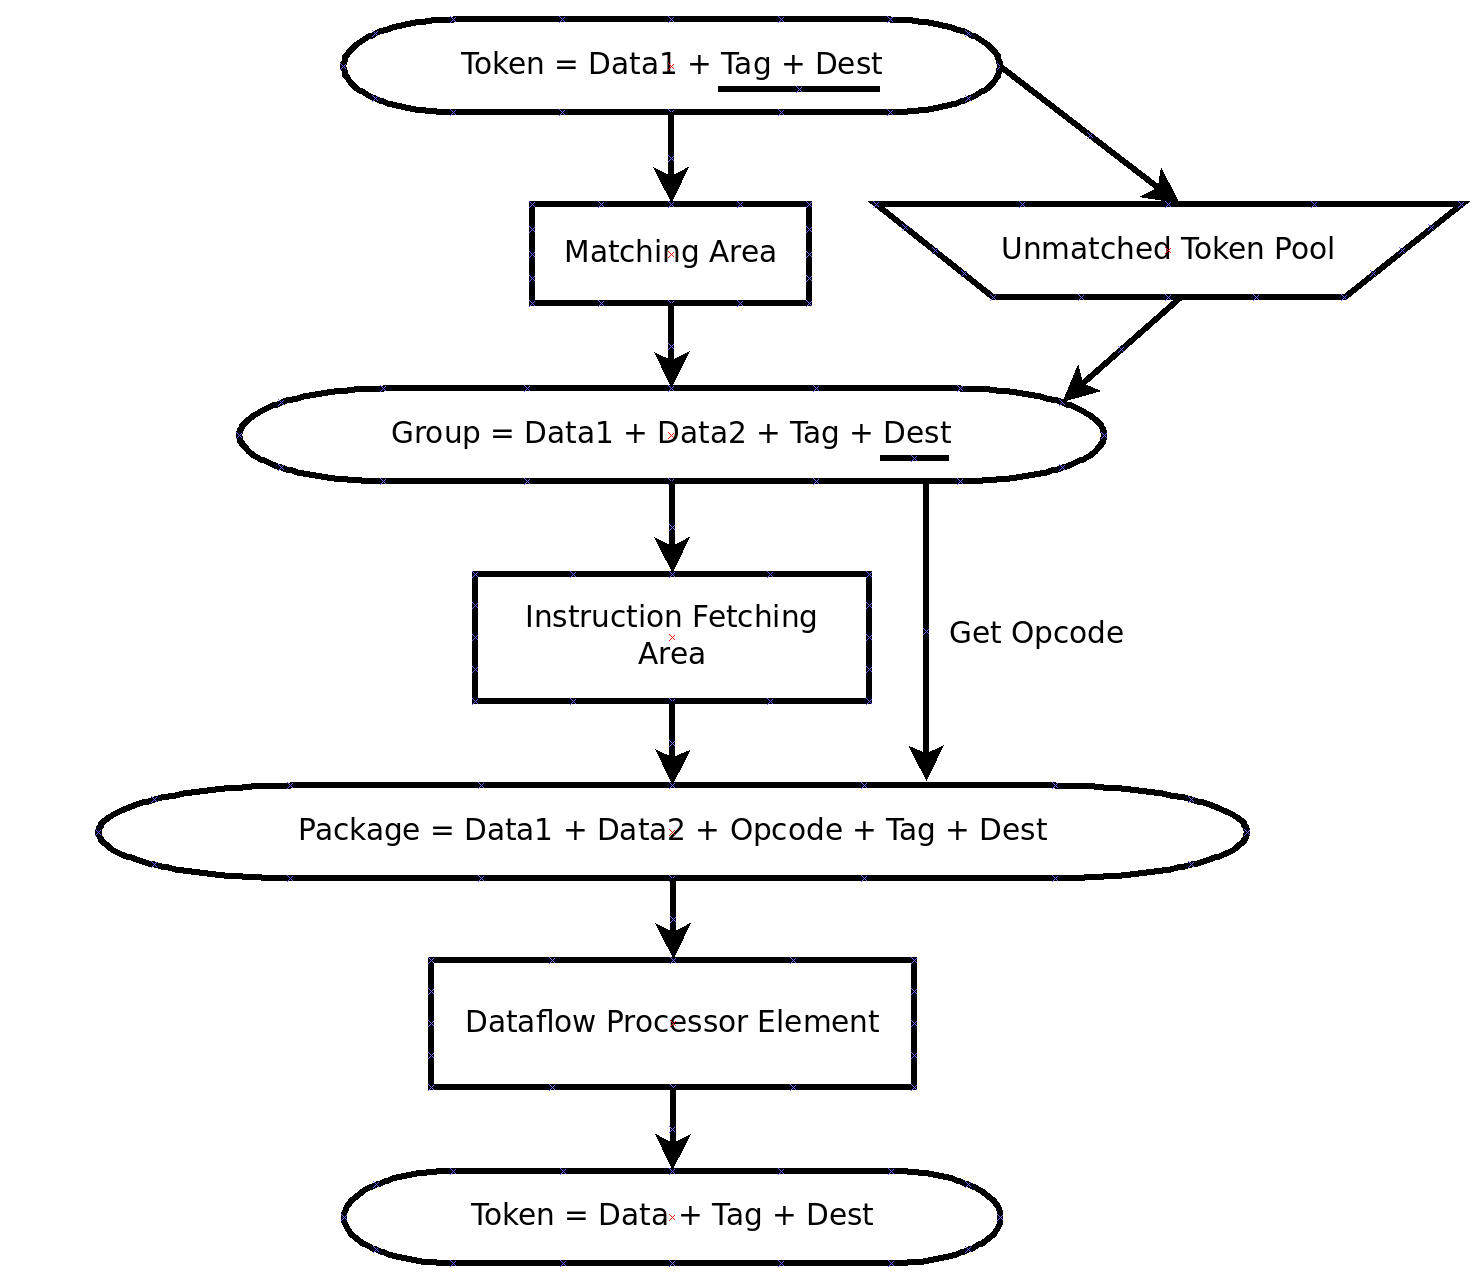 Token = Data1 + Tag + Dest
Matching Area
Unmatched Token Pool
Group = Data1 + Data2 + Tag + Dest
Instruction Fetching
Area
Get Opcode
Package = Data1 + Data2 + Opcode + Tag + Dest
Dataflow Processor Element
Token = Data + Tag + Dest